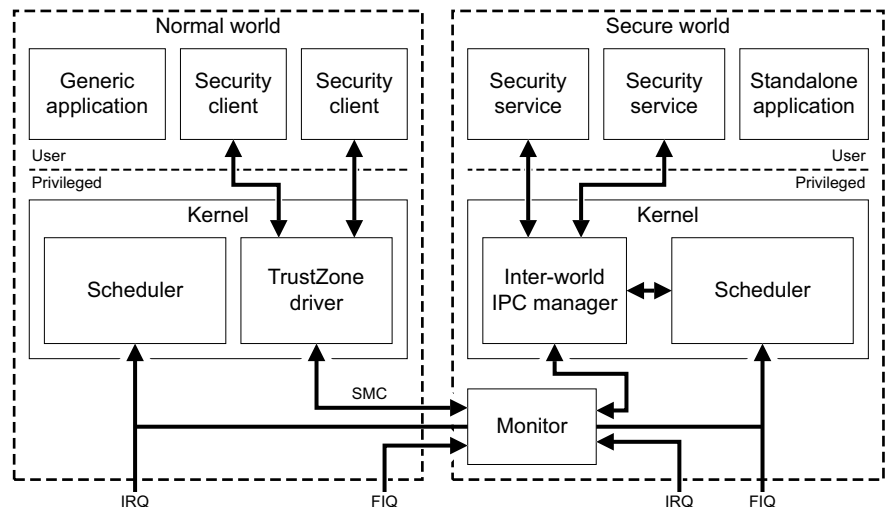 Normal world
Secure world
Generic
application
Security
client
Security
client
Security
service
Security
service
Standalone
application
User
User
Privileged
Privileged
Kernel
Kernel
Scheduler
TrustZone
driver
Inter-world
IPC manager
Scheduler
SMC
Monitor
IRQ
FIQ
IRQ
FIQ